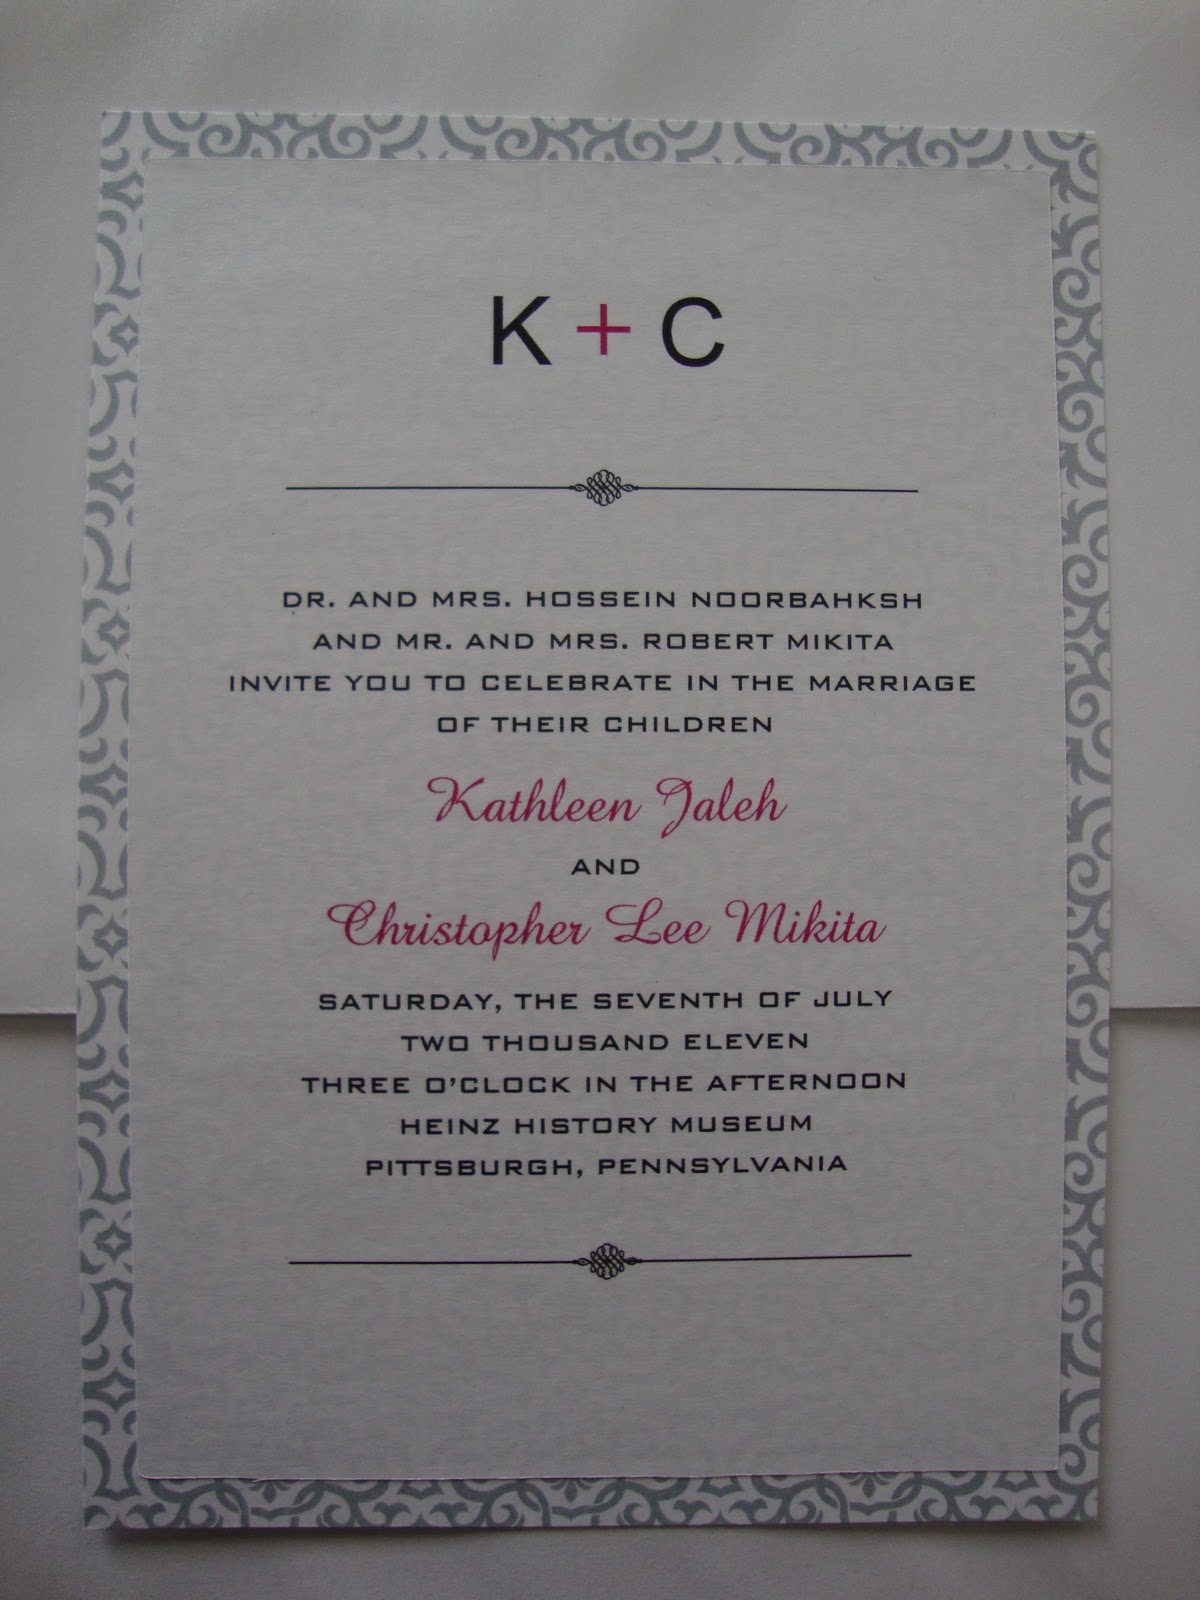 K + C
DR. AND MRS. HOSSEIN NOORBAHKSH
AND MR. AND MRS. ROBERT MIKITA
INVITE YOU TO CELEBRATE IN THE MARRIAGE
OF THEIR CHILDREN
Kathleen Jaleh
AND
Christopher Lee Mikita
SATURDAY, THE SEVENTH OF JULY
TWO THOUSAND ELEVEN
THREE O'CLOCK IN THE AFTERNOON
HEINZ HISTORY MUSEUM
PITTSBURGH, PENNSYLVANIA